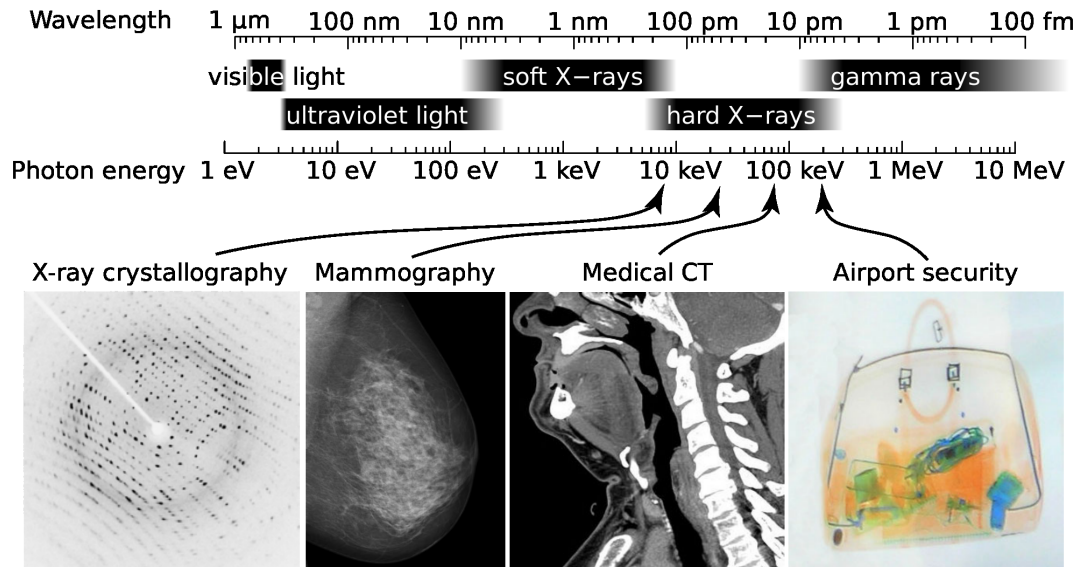 Wavelength 1 μm 100 nm 10 nm 1 nm 100 pm 10 pm 1 pm 100 fm
visible light soft X−rays gamma rays
ultraviolet light hard X−rays
Photon energy 1 eV 10 eV 100 eV 1 keV 10 keV 100 keV 1 MeV 10 MeV
X-ray crystallography Mammography Medical CT Airport security